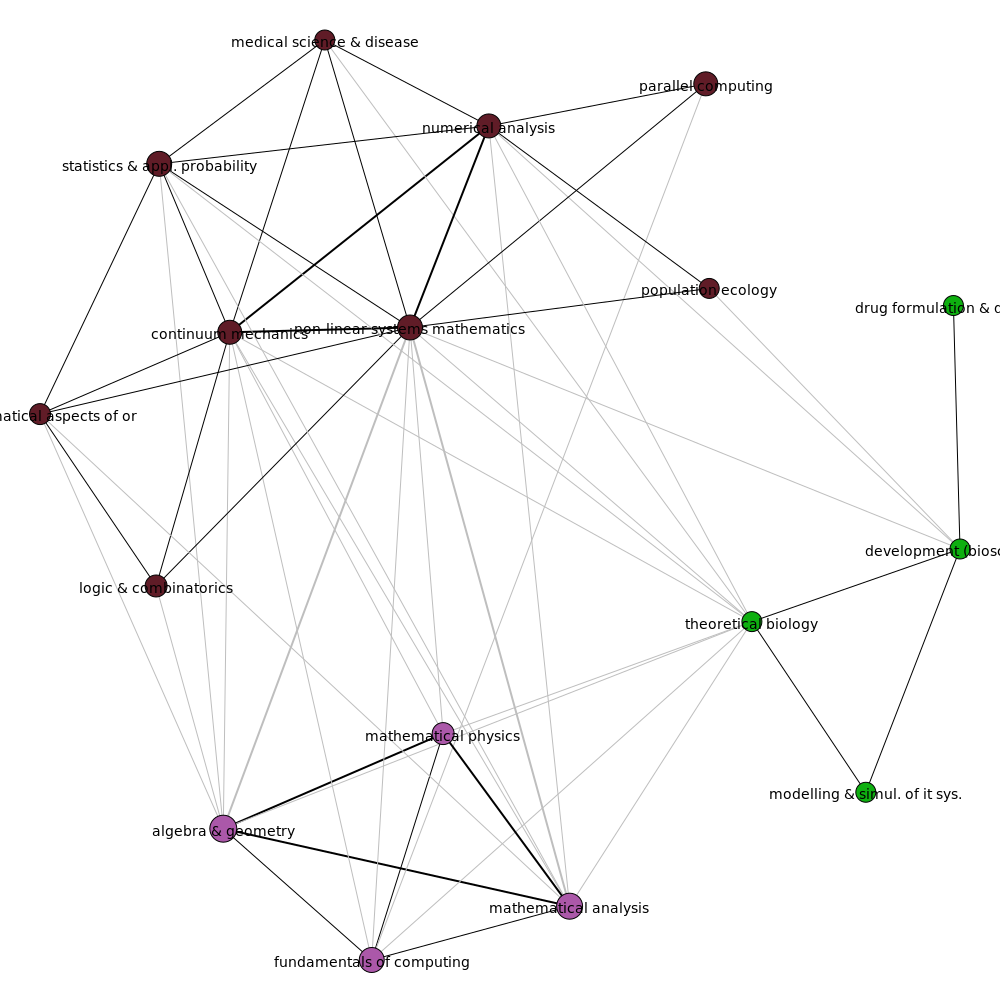 medical science & disease
parallel computing
numerical analysis
statistics & appl. probability
population ecology
drug formulation & d
continuum mechanics
non-linear systems mathematics
natical aspects of or
development (biosc
logic & combinatorics
theoretical biology
mathematical physics
modelling & simul. of it sys.
algebra & geometry
mathematical analysis
fundamentals of computing